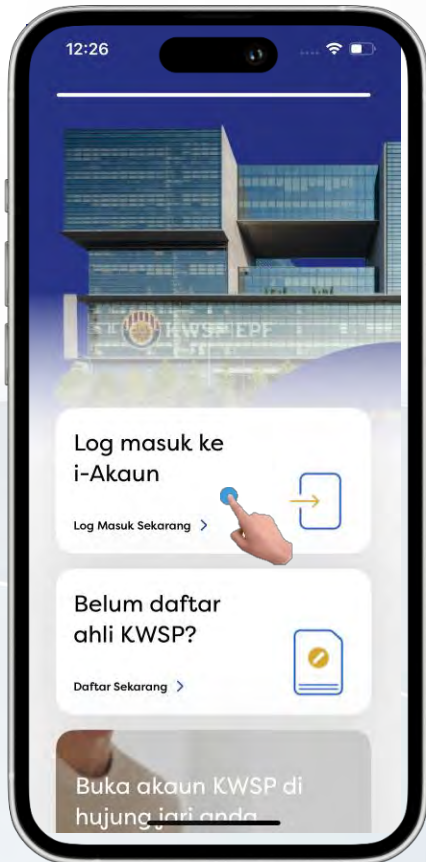 12:26
KWSP EPF
Log masuk ke
i-Akaun
Log Masuk Sekarang >
Belum daftar
ahli KWSP?
Daftar Sekarang >
Buka akaun KWSP di
hujung jari anda